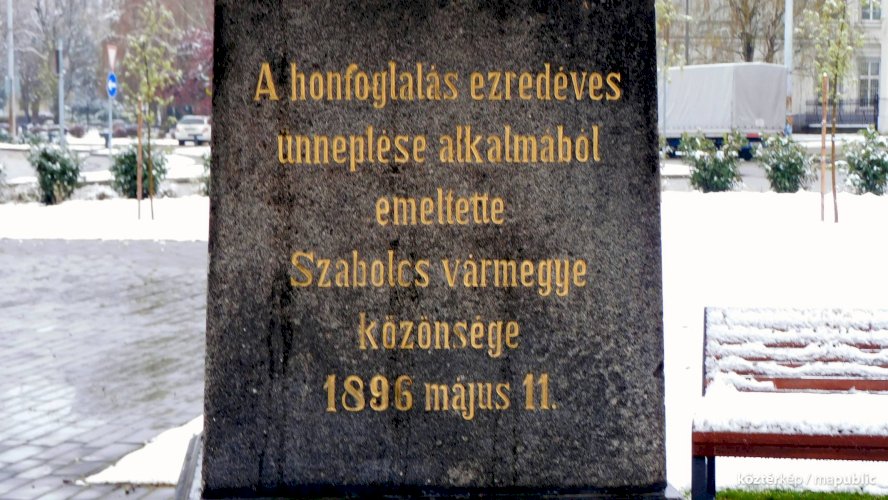 A honfoglalás ezredéves
ünneplése alkalmából
emeltette
Szabolcs vármegye
közönsége
1896 május 11.
köztérkép / mapublic